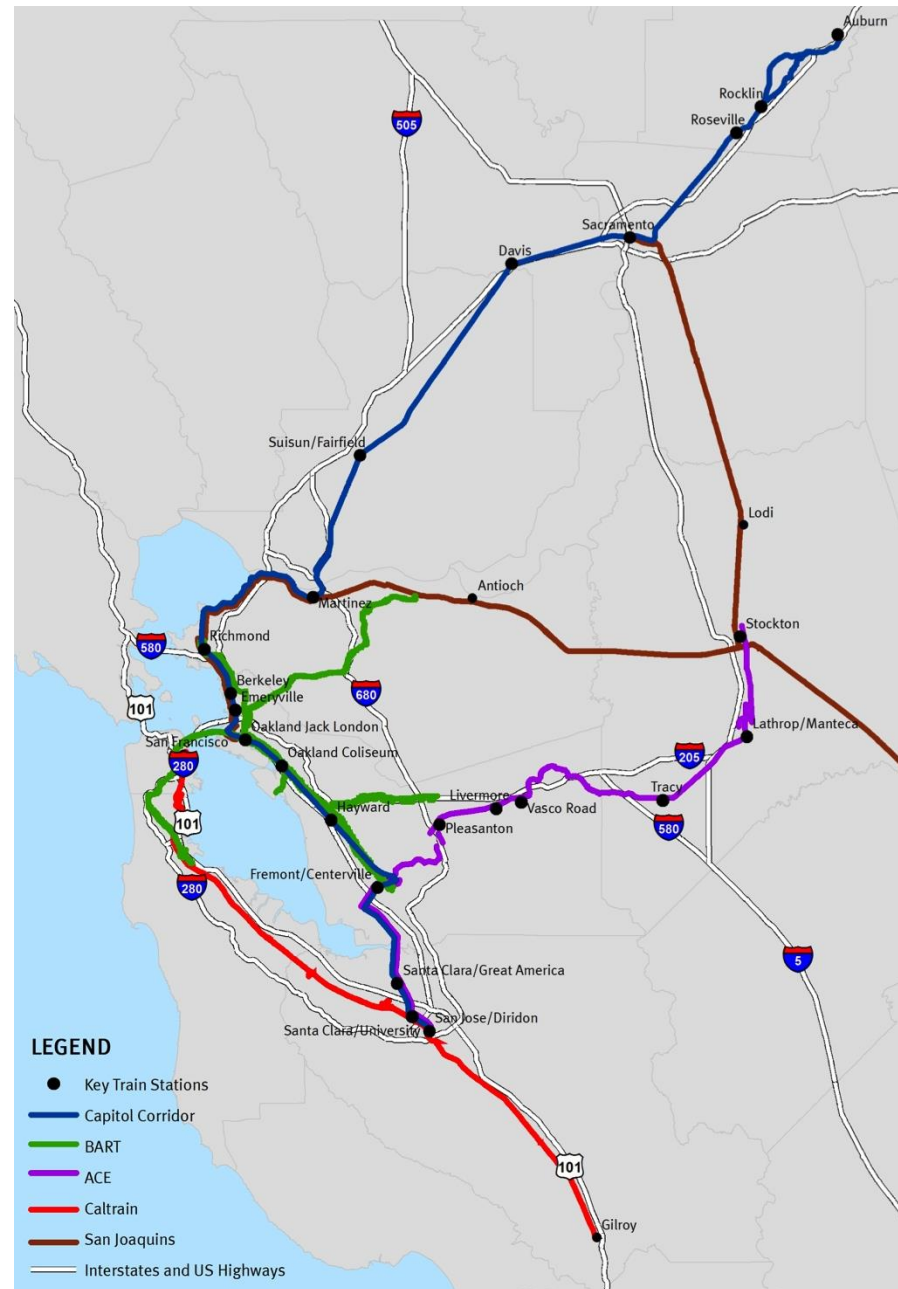 Auburn
Rocklin
Roseville
505
Sacramento
Davis
Suisun/Fairfield
Lodi
Antioch
Martinez
Stockton
Richmond
580
Berkeley
680
Emeryville
101
Oakland Jack London
Lathrop/Manteca
San Francisco
Oakland Coliseum
205
280
Livermore
Vasco Road
Tracy
Hayward
101
Pleasanton
580
Fremont/Centerville
280
5
Santa Clara/Great America
San Jose/Diridon
Santa Clara/University
LEGEND
Key Train Stations
Capitol Corridor
BART
ACE
Caltrain
San Joaquins
Interstates and US Highways
101
Gilroy